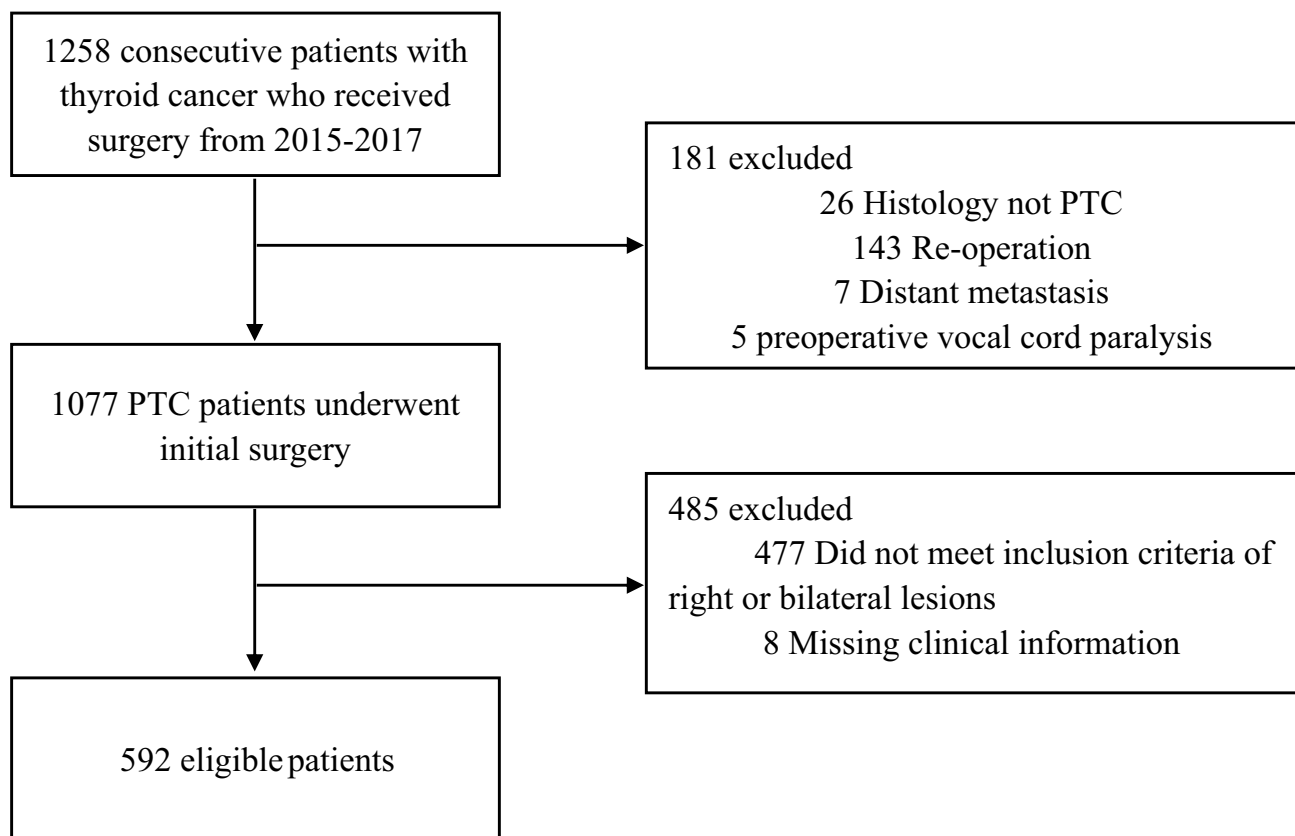 1258 consecutive patients with
thyroid cancer who received
surgery from 2015-2017
181 excluded
26 Histology not PTC
143 Re-operation
7 Distant metastasis
5 preoperative vocal cord paralysis
1077 PTC patients underwent
initial surgery
485 excluded
477 Did not meet inclusion criteria of
right or bilateral lesions
8 Missing clinical information
592 eligible patients